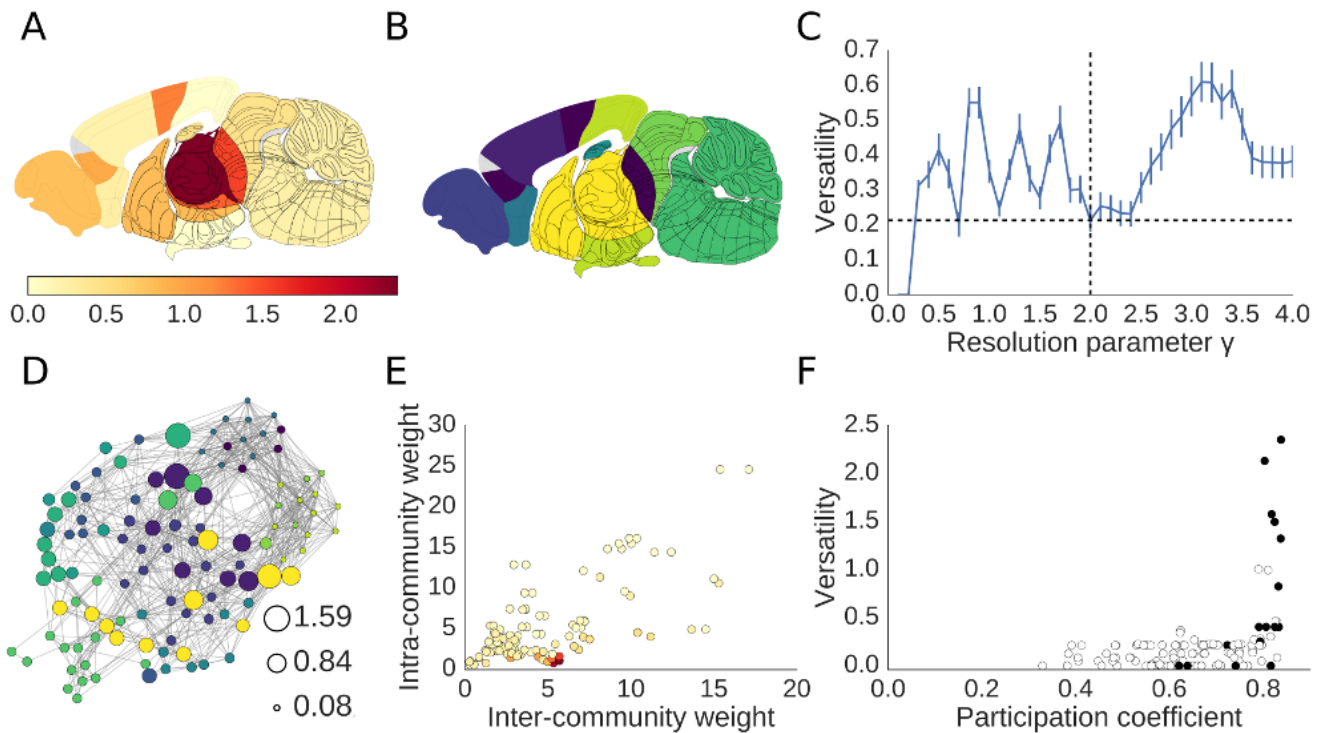 A
0.0 0.5 1.0 1.5 2.0
B
C
Versatility
0.7
0.6
0.5
0.4
0.3
0.2
0.1
0.0
0.0 0.5 1.0 1.5 2.0 2.5 3.0 3.5 4.0
Resolution parameter γ
D
1.59
0.84
0.08
E
Intra-community weight
30
25
20
15
10
5
0
0 5 10 15 20
Inter-community weight
F
Versatility
2.5
2.0
1.5
1.0
0.5
0.0
0.0 0.2 0.4 0.6 0.8
Participation coefficient